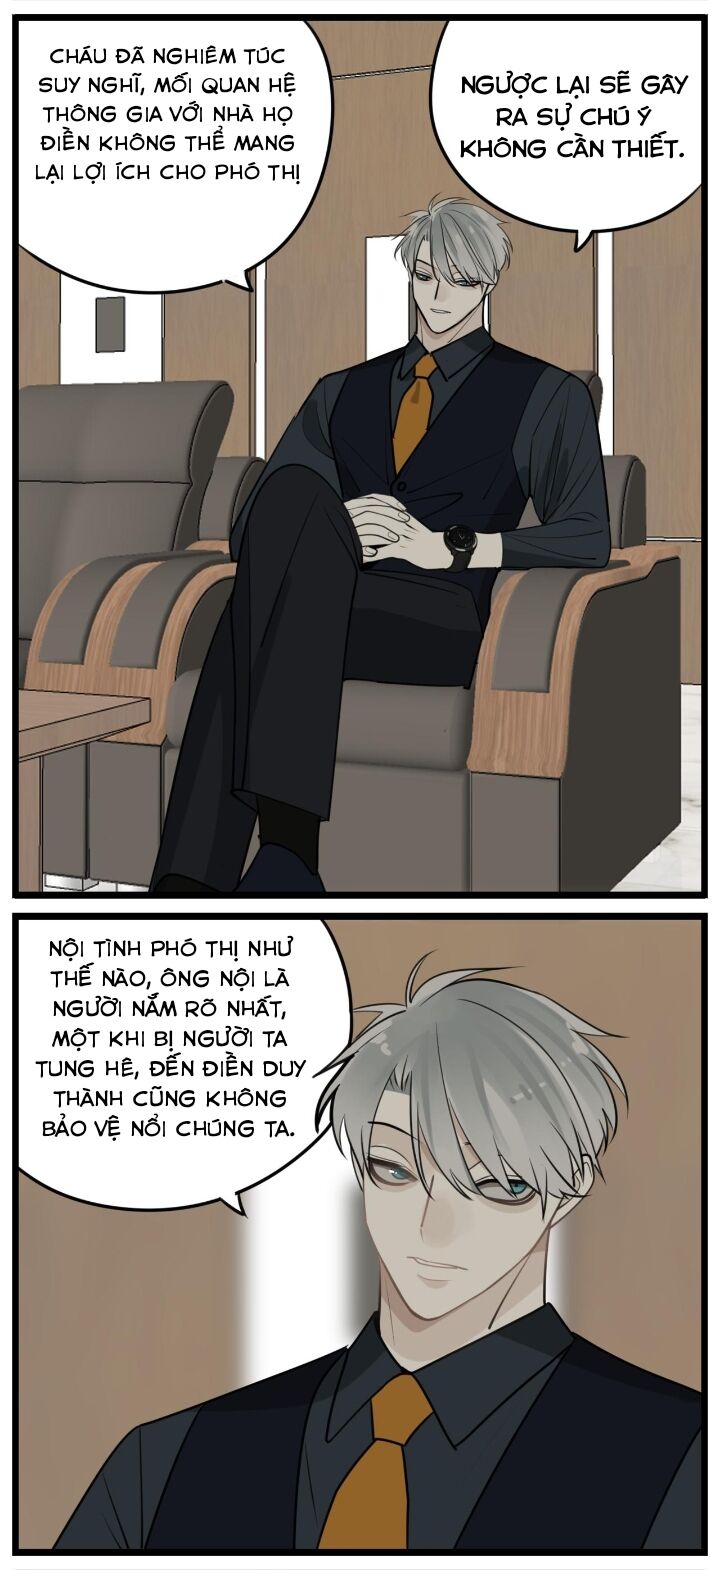 CHÁU ĐÃ NGHIÊM TÚC
SUY NGHĨ, MỐI QUAN HỆ
THÔNG GIA VỚI NHÀ HỌ
ĐIỀN KHÔNG THỂ MANG
LẠI LỢI ÍCH CHO PHÓ THỊ
NGƯỢC LẠI SẼ GÂY
RA SỰ CHÚ Ý
KHÔNG CẦN THIẾT.
NỘI TÌNH PHÓ THỊ NHƯ
THẾ NÀO, ÔNG NỘI LÀ
NGƯỜI NẮM RÕ NHẤT,
MỘT KHI BỊ NGƯỜI TA
TUNG HÊ, ĐẾN ĐIỀN DUY
THÀNH CŨNG KHÔNG
BẢO VỆ NỔI CHÚNG TA.